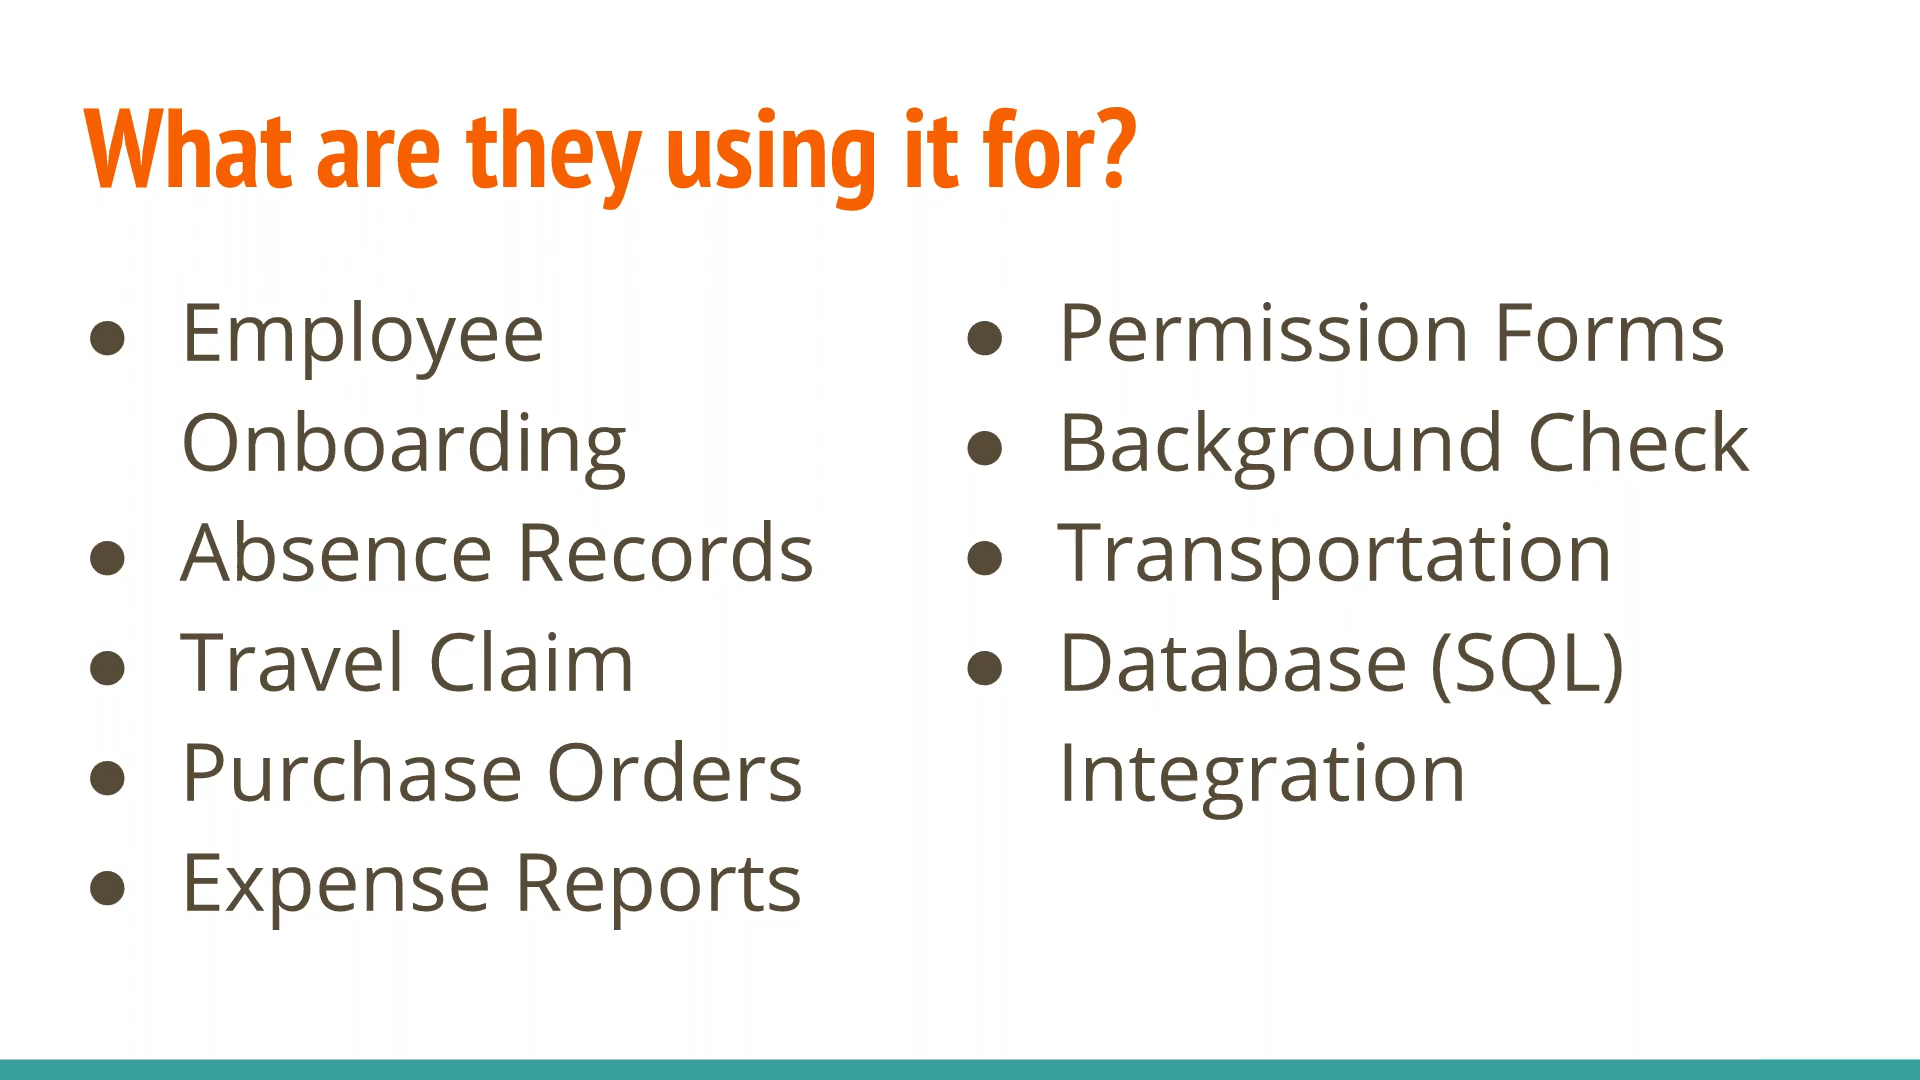 What are they using it for?
● Employee
Onboarding
● Absence Records
● Travel Claim
● Purchase Orders
● Expense Reports
● Permission Forms
● Background Check
● Transportation
● Database (SQL)
Integration